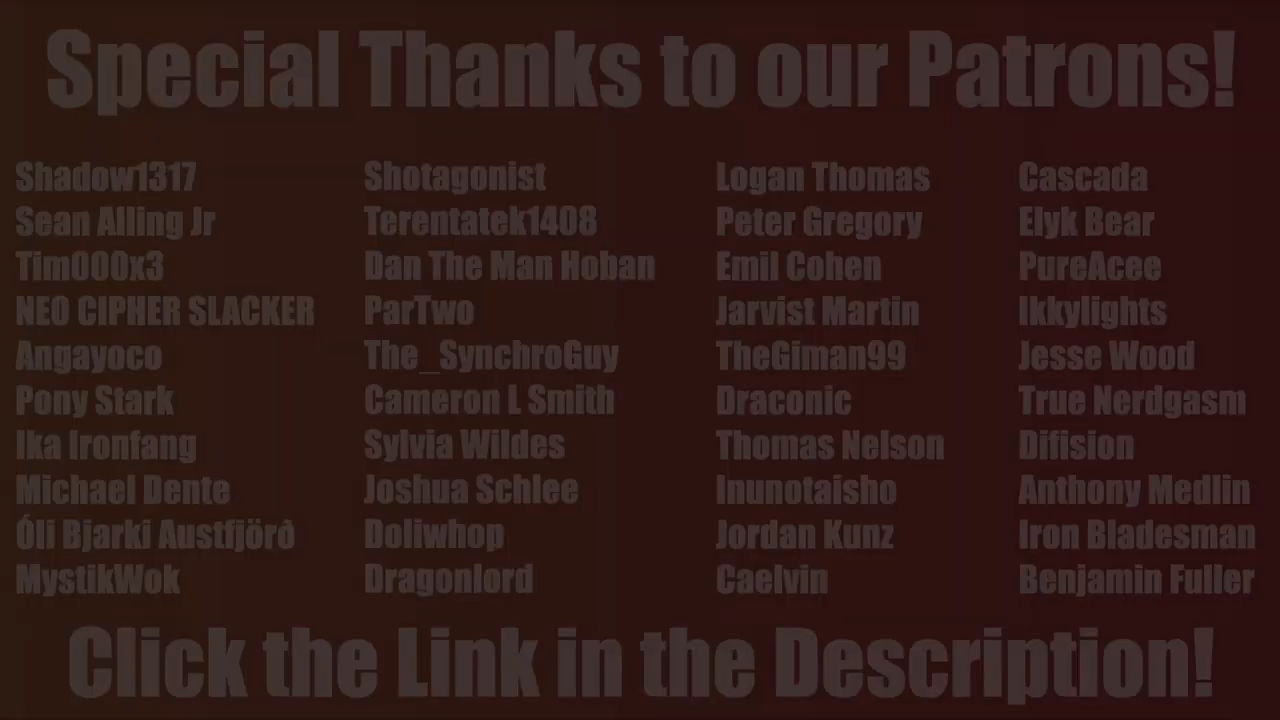 Special Thanks to our Patrons!
Shadow1317
Sean Alling Jr
Tim000x3
NEO CIPHER SLACKER
Angayoco
Pony Stark
Ika Ironfang
Michael Dente
Óli Bjarki Austfjörð
MystikWok
Shotagonist
Terentatek1408
Dan The Man Hoban
ParTwo
The_SynchroGuy
Cameron L Smith
Sylvia Wildes
Joshua Schlee
Doliwhop
Dragonlord
Logan Thomas
Peter Gregory
Emil Cohen
Jarvist Martin
TheGiman99
Draconic
Thomas Nelson
Inunotaisho
Jordan Kunz
Caelvin
Cascada
Elyk Bear
PureAcee
Ikkylights
Jesse Wood
True Nerdgasm
Difision
Anthony Medlin
Iron Bladesman
Benjamin Fuller
Click the Link in the Description!